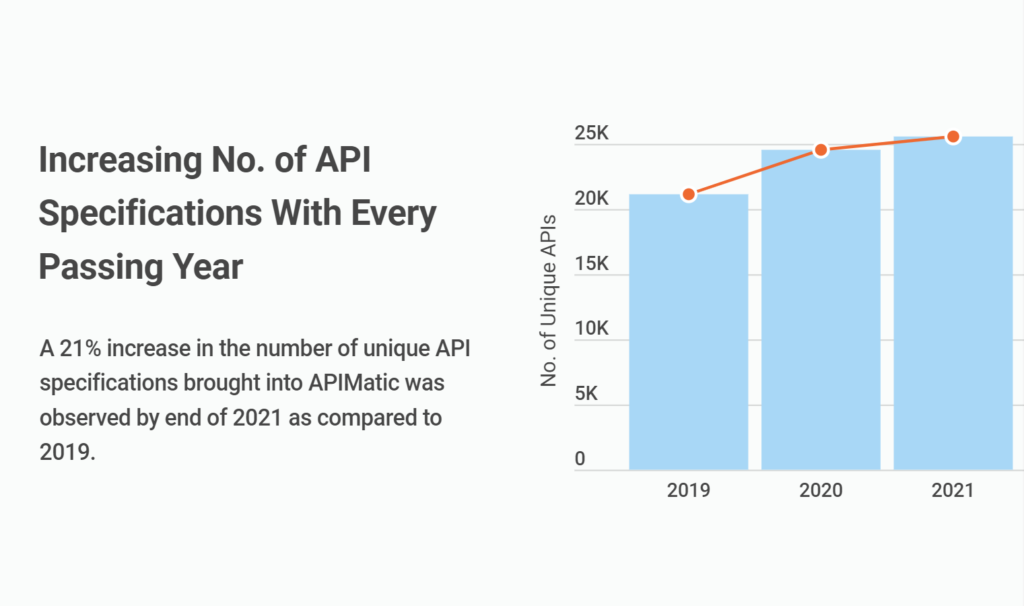 Increasing No. of API
Specifications With Every
Passing Year
A 21% increase in the number of unique API
specifications brought into APIMatic was
observed by end of 2021 as compared to
2019.
No. of Unique APIs
25K
20K
15K
10K
5K
0
2019 2020 2021